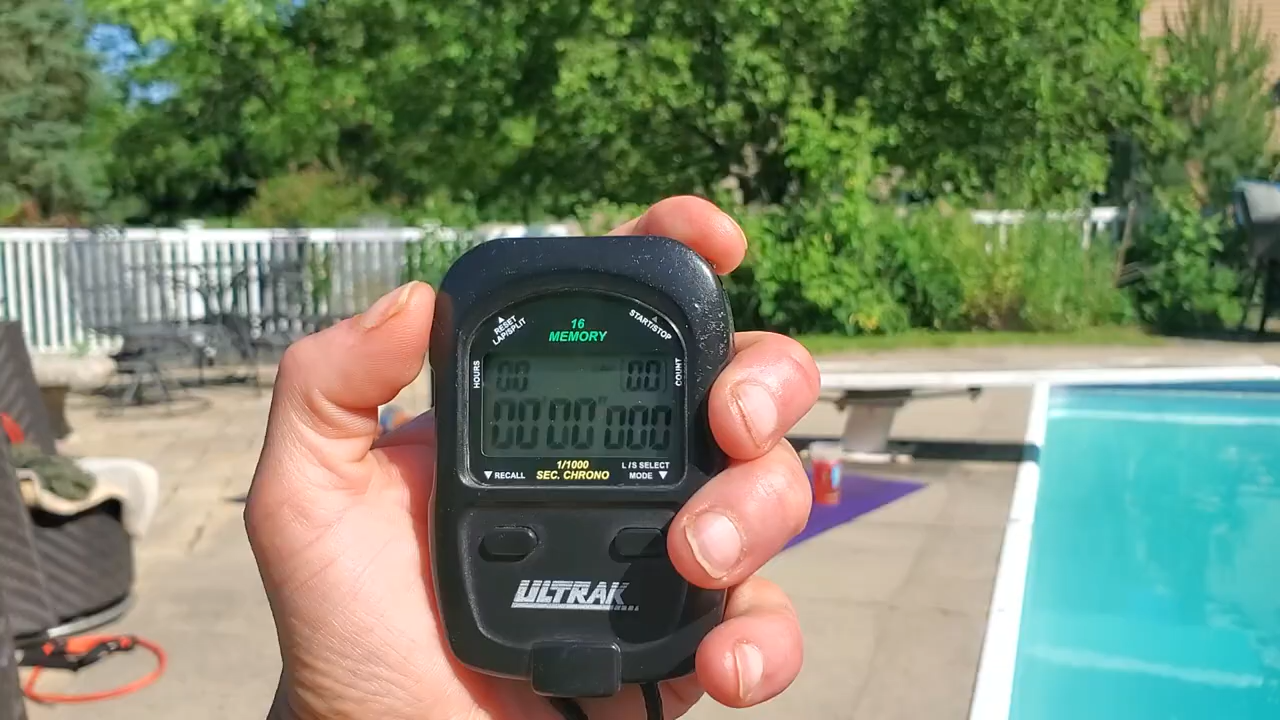 RESET
LAP/SPLIT
16
MEMORY
START/STOP
HOURS
00
00
COUNT
00'00"000
RECALL
1/1000
SEC. CHRONO
L/S SELECT
MODE
ULTRAK